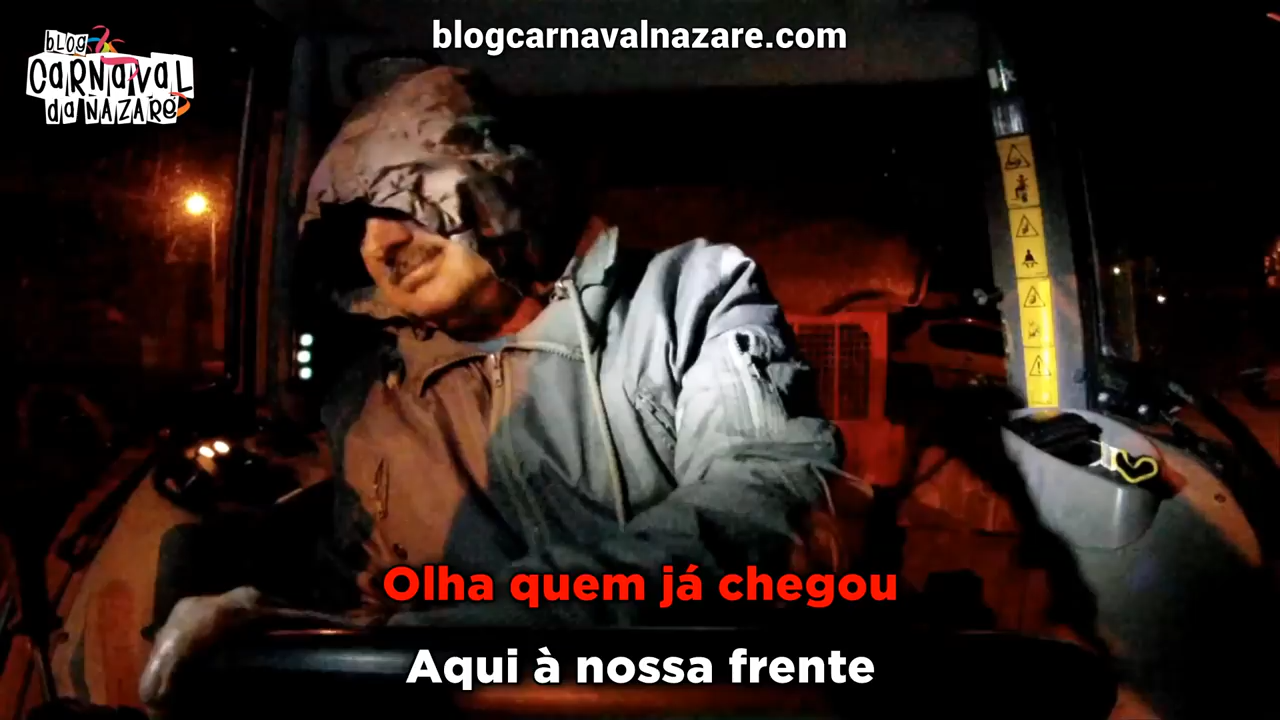 blogcarnavalnazare.com
BLOG
CARNAVAL
da NAZARÉ
Olha quem já chegou
Aqui à nossa frente